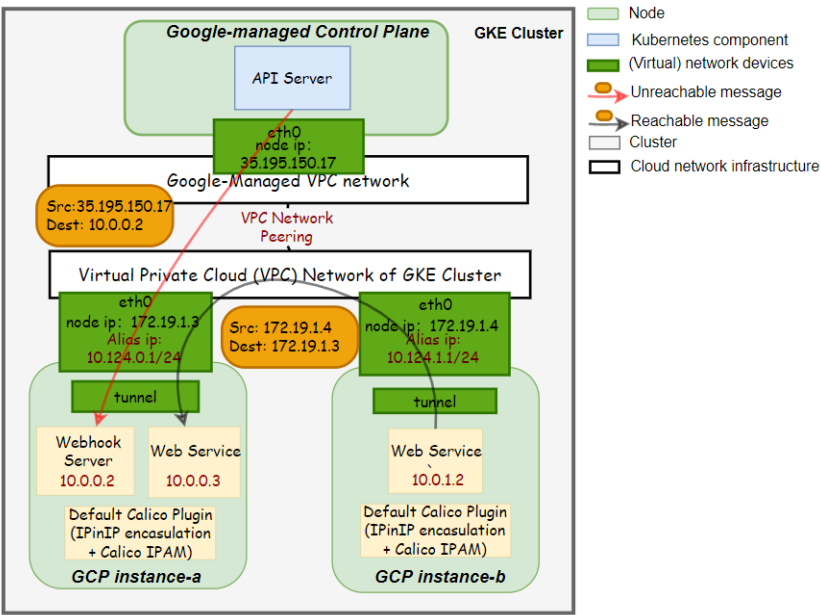 Google-managed Control Plane
GKE Cluster
API Server
eth0
node ip:
35.195.150.17
Google-Managed VPC network
Src:35.195.150.17
Dest: 10.0.0.2
VPC Network
Peering
Virtual Private Cloud (VPC) Network of GKE Cluster
eth0
node ip: 172.19.1.3
Alias ip:
10.124.0.1/24
Src: 172.19.1.4
Dest: 172.19.1.3
eth0
node ip: 172.19.1.4
Alias ip:
10.124.1.1/24
tunnel
tunnel
Webhook
Server
10.0.0.2
Web Service
10.0.0.3
Web Service
`
10.0.1.2
Default Calico Plugin
(IPinIP encasulation
+ Calico IPAM)
Default Calico Plugin
(IPinIP encasulation
+ Calico IPAM)
GCP instance-a
GCP instance-b
Node
Kubernetes component
(Virtual) network devices
Unreachable message
Reachable message
Cluster
Cloud network infrastructure